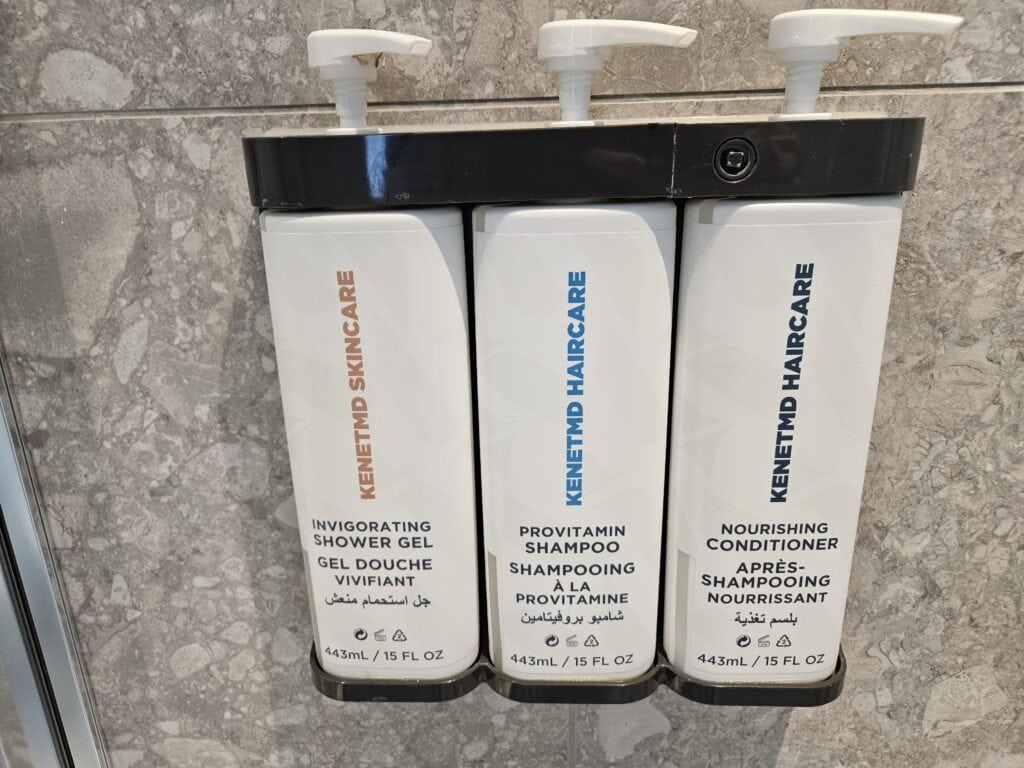 KENETMD SKINCARE
INVIGORATING
SHOWER GEL
GEL DOUCHE
VIVIFIANT
جل استحمام منعش
443mL / 15 FL OZ
KENETMD HAIRCARE
PROVITAMIN
SHAMPOO
SHAMPOOING
À LA
PROVITAMINE
شامبو بروفيتامين
443mL / 15 FL OZ
KENETMD HAIRCARE
NOURISHING
CONDITIONER
APRÈS-
SHAMPOOING
NOURRISSANT
بلسم تغذية
443mL / 15 FL OZ